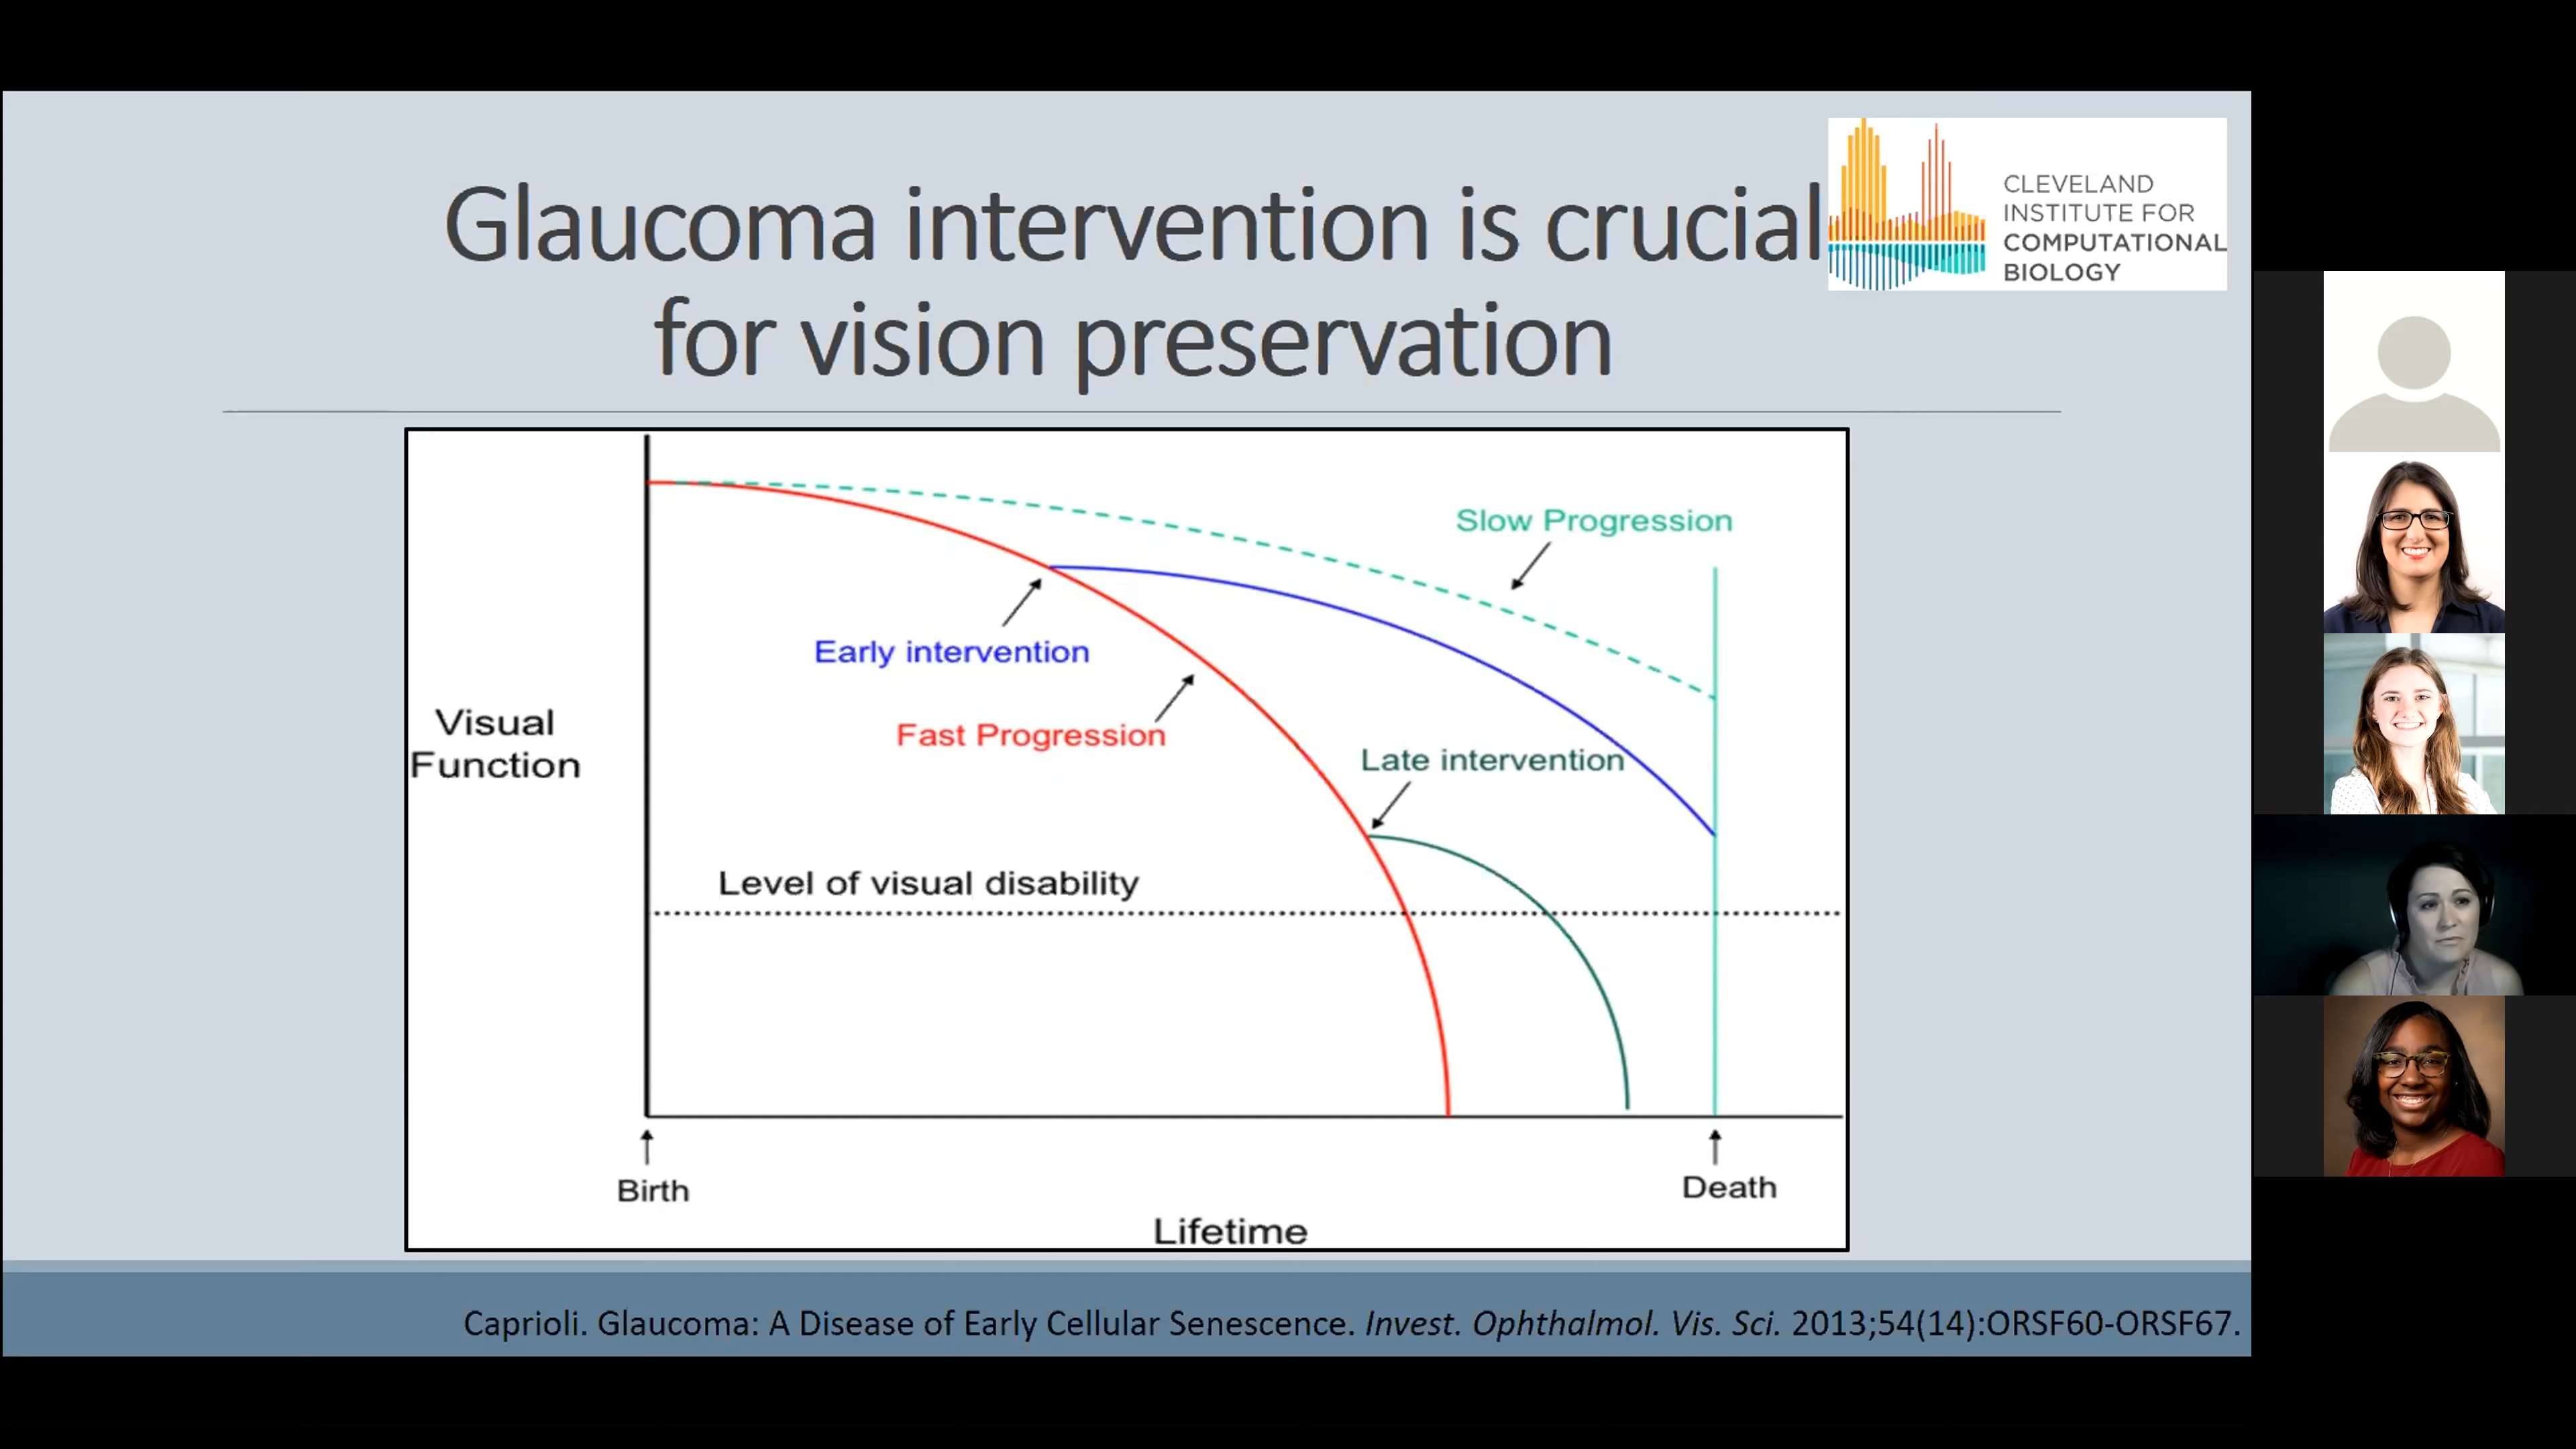 Glaucoma intervention is crucial
for vision preservation
CLEVELAND
INSTITUTE FOR
COMPUTATIONAL
BIOLOGY
Slow Progression
Early intervention
Fast Progression
Visual
Function
Late intervention
Level of visual disability
Birth
Death
Lifetime
Caprioli. Glaucoma: A Disease of Early Cellular Senescence. Invest. Ophthalmol. Vis. Sci. 2013;54(14):ORSF60-ORSF67.